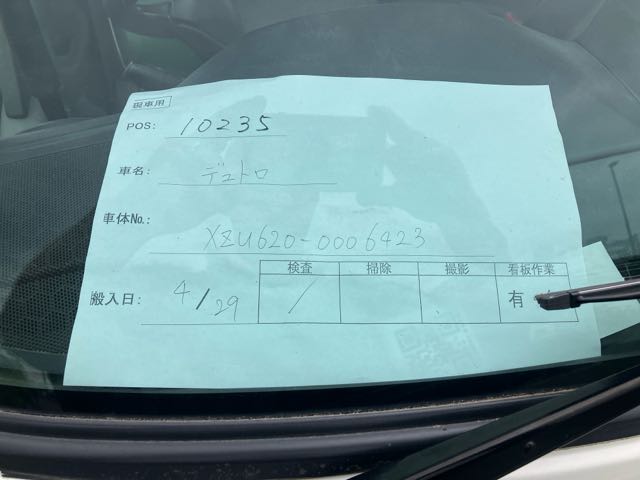 現車用
POS: 10235
車名: デュトロ
車体No.: XZU620-0006423
検査 掃除 撮影 看板作業
搬入日: 4/29 / 有